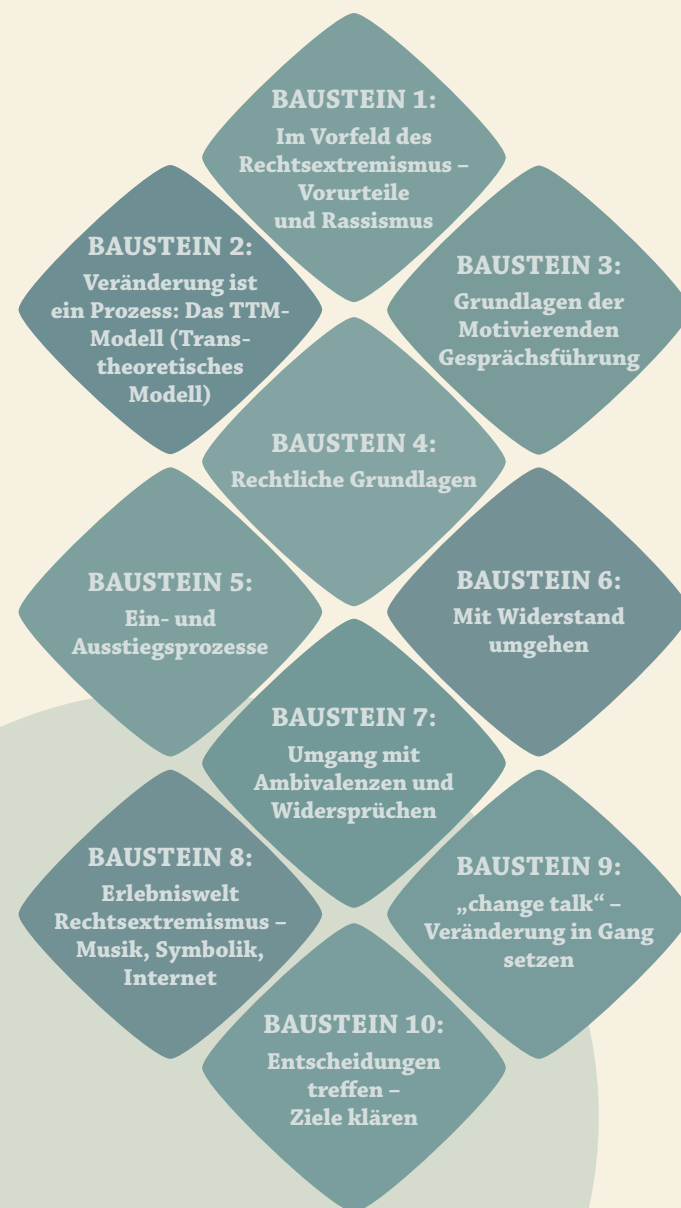 BAUSTEIN 1:
Im Vorfeld des
Rechtsextremismus –
Vorurteile
und Rassismus
BAUSTEIN 2:
Veränderung ist
ein Prozess: Das TTM-
Modell (Trans-
theoretisches
Modell)
BAUSTEIN 3:
Grundlagen der
Motivierenden
Gesprächsführung
BAUSTEIN 4:
Rechtliche Grundlagen
BAUSTEIN 5:
Ein- und
Ausstiegsprozesse
BAUSTEIN 6:
Mit Widerstand
umgehen
BAUSTEIN 7:
Umgang mit
Ambivalenzen und
Widersprüchen
BAUSTEIN 8:
Erlebniswelt
Rechtsextremismus –
Musik, Symbolik,
Internet
BAUSTEIN 9:
„change talk“ –
Veränderung in Gang
setzen
BAUSTEIN 10:
Entscheidungen
treffen –
Ziele klären